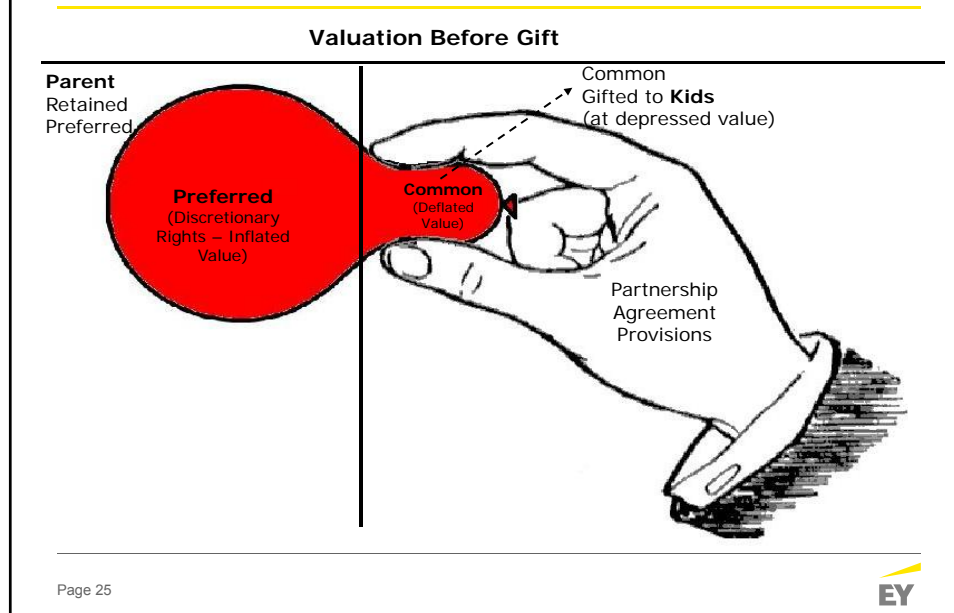 Valuation Before Gift
Parent
Retained
Preferred
Common
Gifted to Kids
(at depressed value)
Preferred
(Discretionary
Rights – Inflated
Value)
Common
(Deflated
Value)
Partnership
Agreement
Provisions
Page 25
EY